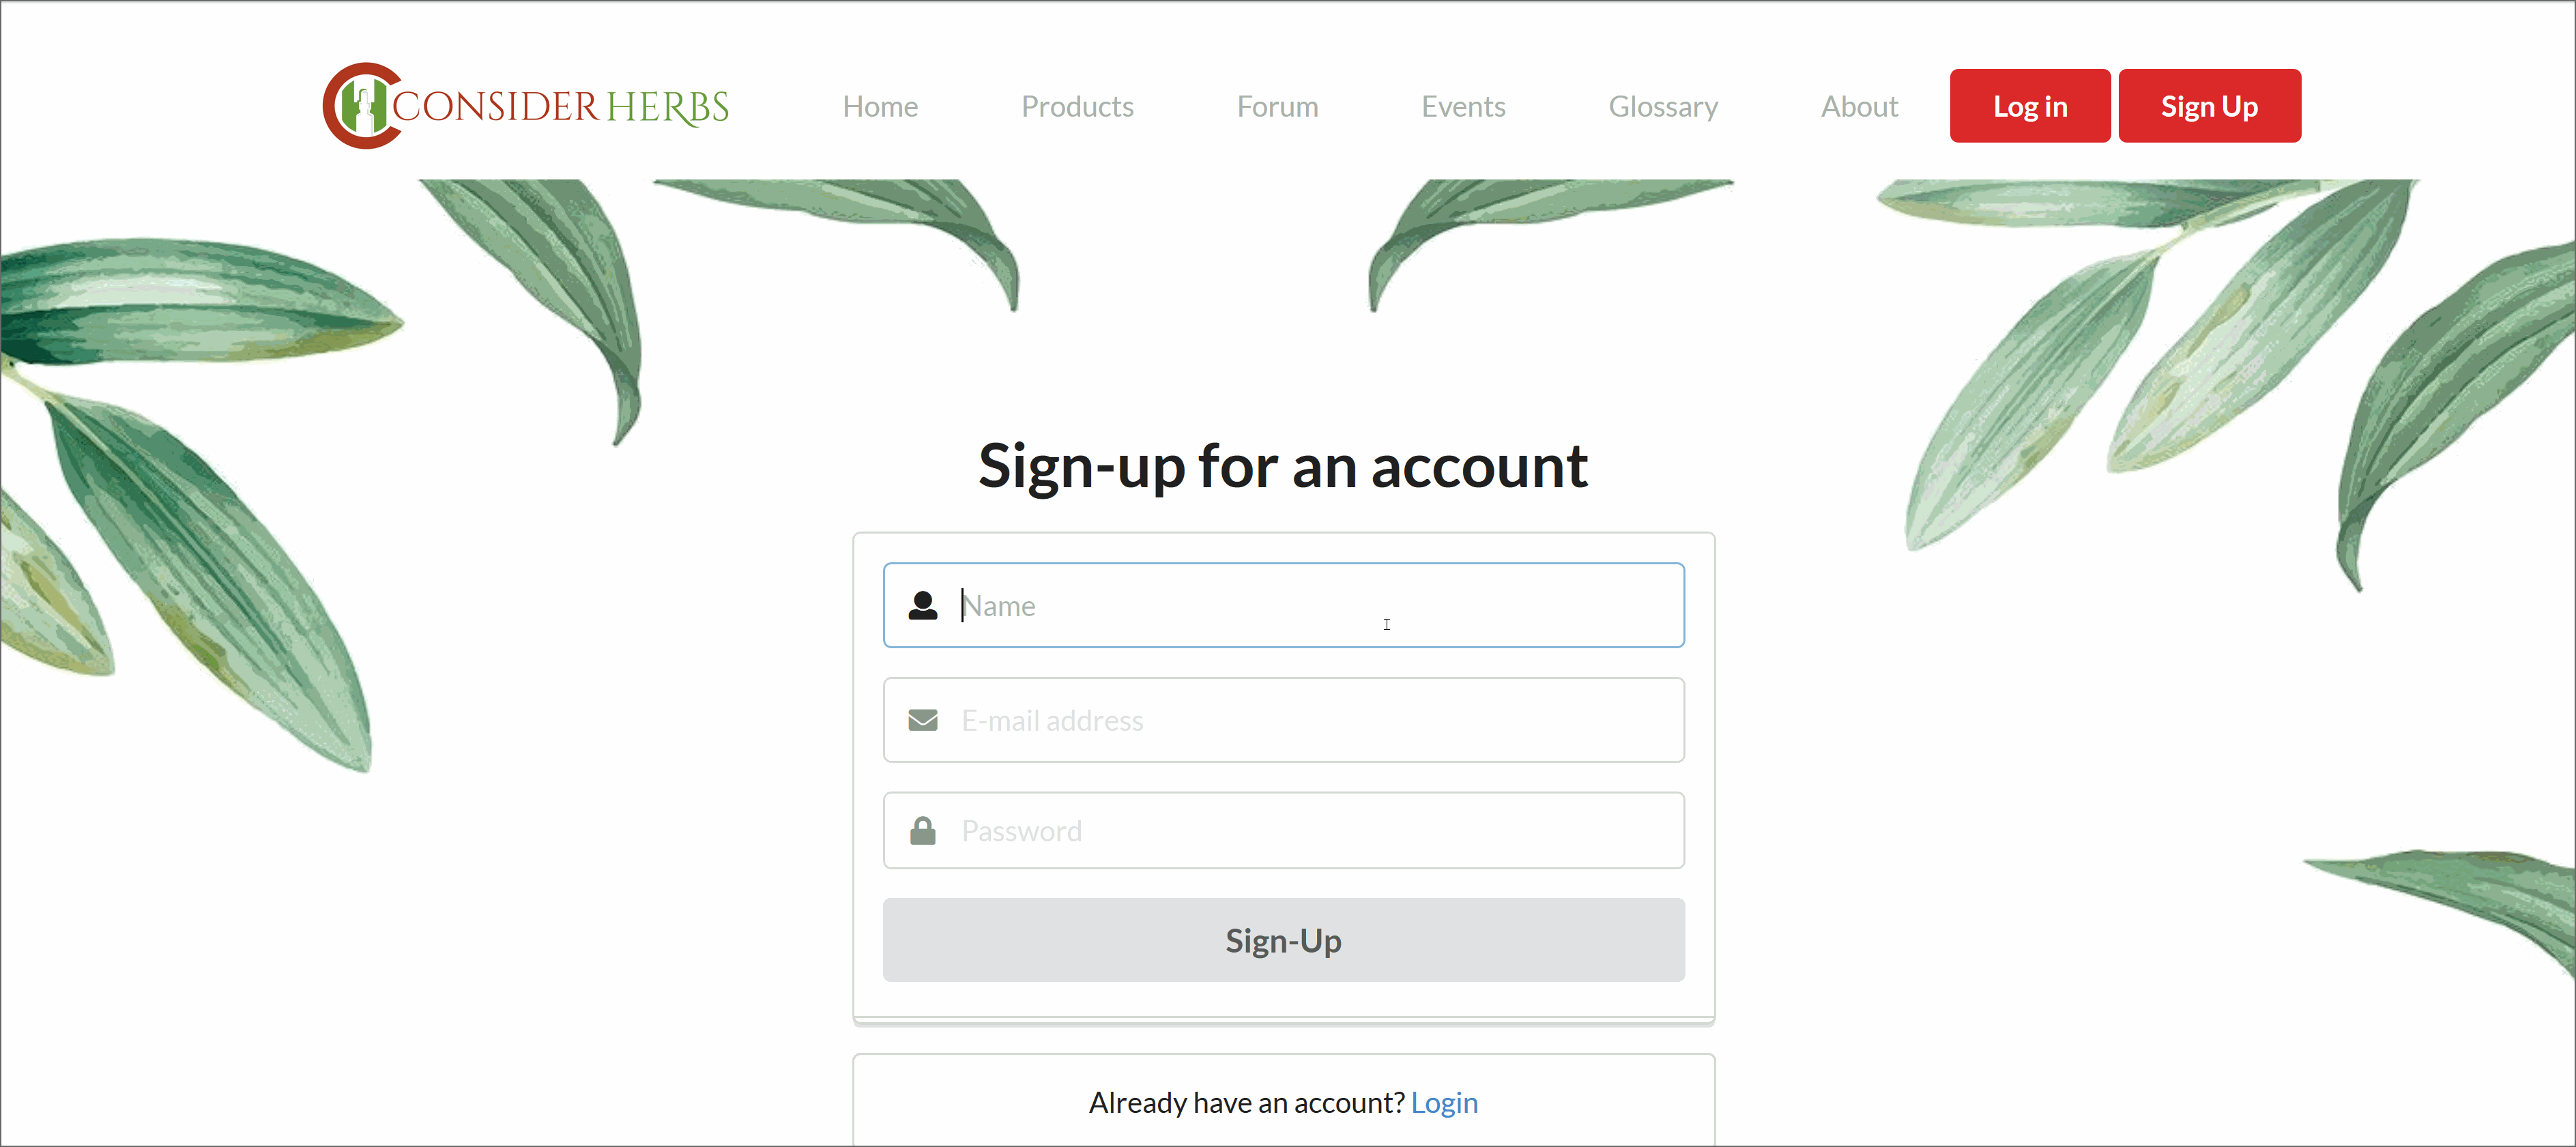 CONSIDER HERBS
Home Products Forum Events Glossary About Log in Sign Up
Sign-up for an account
Name
E-mail address
Password
Sign-Up
Already have an account? Login